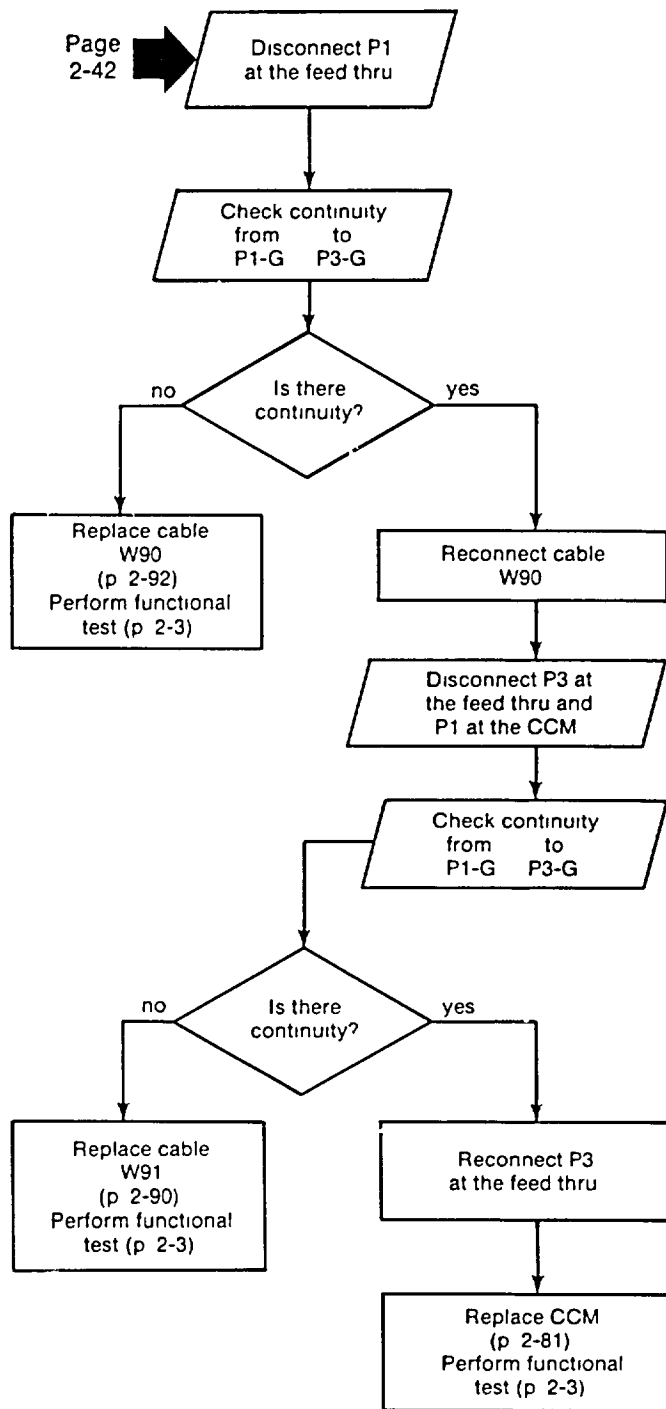 Page
2-42
Disconnect P1
at the feed thru
Check continuity
from to
P1-G P3-G
Is there
continuity?
no
yes
Replace cable
W90
(p 2-92)
Perform functional
test (p 2-3)
Reconnect cable
W90
Disconnect P3 at
the feed thru and
P1 at the CCM
Check continuity
from to
P1-G P3-G
Is there
continuity?
no
yes
Replace cable
W91
(p 2-90)
Perform functional
test (p 2-3)
Reconnect P3
at the feed thru
Replace CCM
(p 2-81)
Perform functional
test (p 2-3)